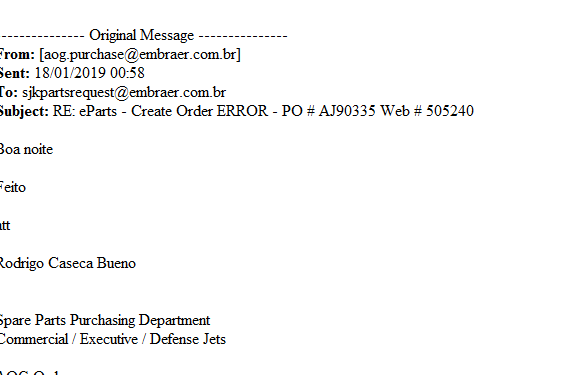 --------------- Original Message ---------------
From: [aog.purchase@embraer.com.br]
Sent: 18/01/2019 00:58
To: sjkpartsrequest@embraer.com.br
Subject: RE: eParts - Create Order ERROR - PO # AJ90335 Web # 505240
Boa noite
Feito
att
Rodrigo Caseca Bueno
Spare Parts Purchasing Department
Commercial / Executive / Defense Jets